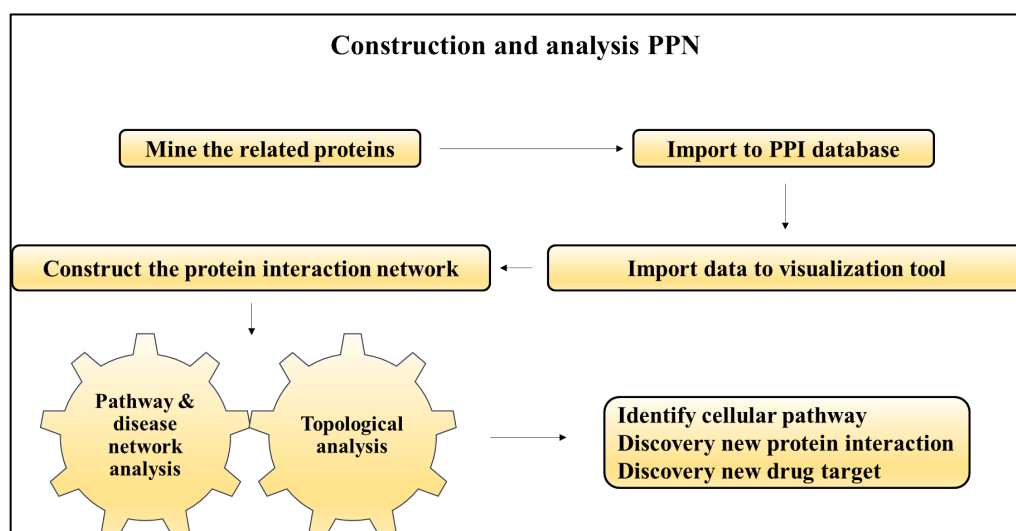 Construction and analysis PPN
Mine the related proteins
Import to PPI database
Construct the protein interaction network
Import data to visualization tool
Pathway &
disease
network
analysis
Topological
analysis
Identify cellular pathway
Discovery new protein interaction
Discovery new drug target